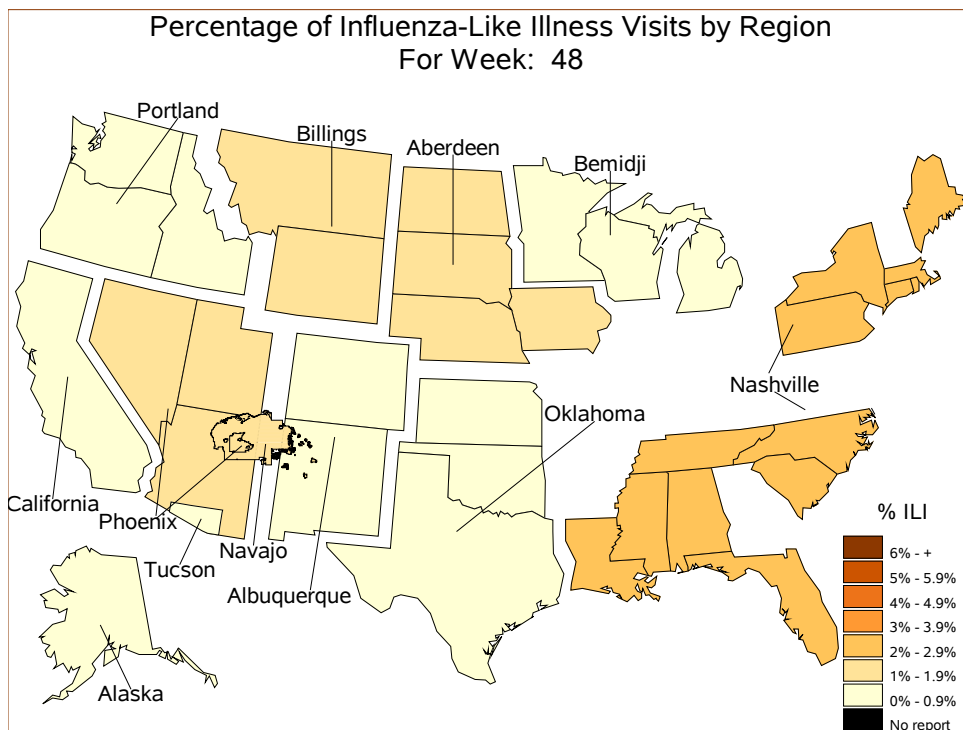 Percentage of Influenza-Like Illness Visits by Region
For Week: 48
Portland
Billings
Aberdeen
Bemidji
Nashville
Oklahoma
California
Phoenix
Navajo
Tucson
Albuquerque
Alaska
% ILI
6% - +
5% - 5.9%
4% - 4.9%
3% - 3.9%
2% - 2.9%
1% - 1.9%
0% - 0.9%
No report